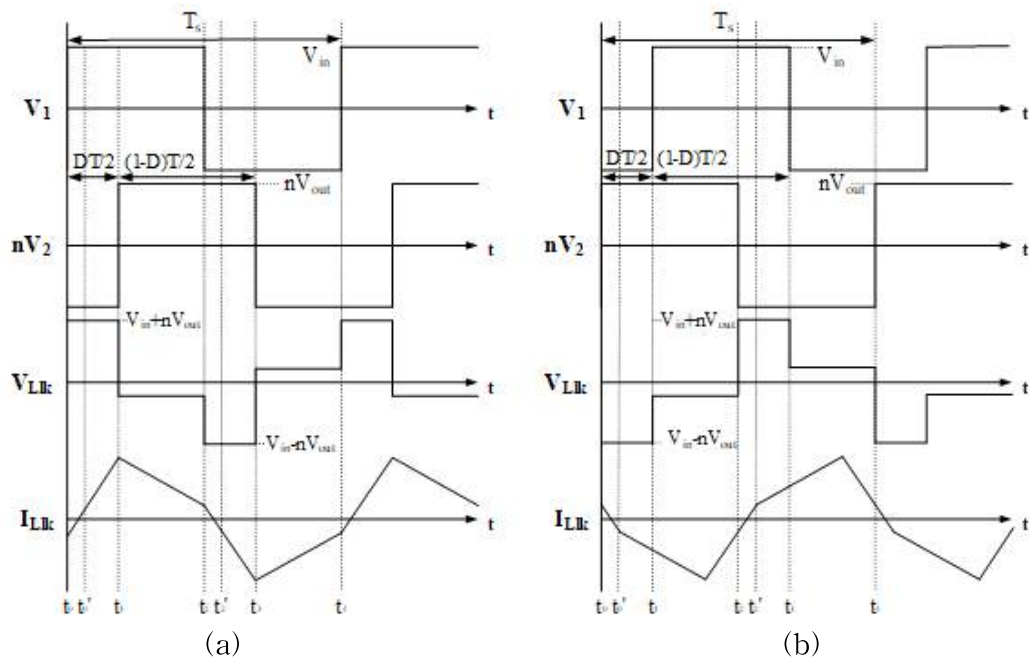 Ts
Vin
V1
t
DT/2 (1-D)T/2
nVout
nV2
t
Vin+nVout
VLlk
t
Vin-nVout
ILlk
t
t1
(a)
Ts
Vin
V1
t
DT/2 (1-D)T/2
nVout
nV2
t
Vin+nVout
VLlk
t
Vin-nVout
ILlk
t
(b)